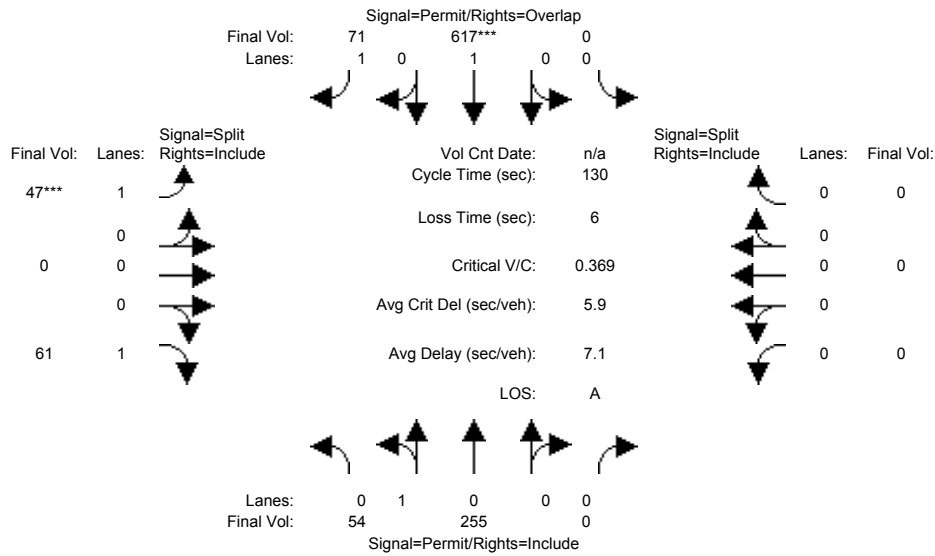 Signal=Permit/Rights=Overlap
Final Vol: 71 617*** 0
Lanes: 1 0 1 0 0
Signal=Split Signal=Split
Final Vol: Lanes: Rights=Include Vol Cnt Date: n/a Rights=Include Lanes: Final Vol:
Cycle Time (sec): 130
47*** 1 0 0
Loss Time (sec): 6
0 0
0 0 Critical V/C: 0.369 0 0
0 Avg Crit Del (sec/veh): 5.9 0
61 1 Avg Delay (sec/veh): 7.1 0 0
LOS: A
Lanes: 0 1 0 0 0
Final Vol: 54 255 0
Signal=Permit/Rights=Include